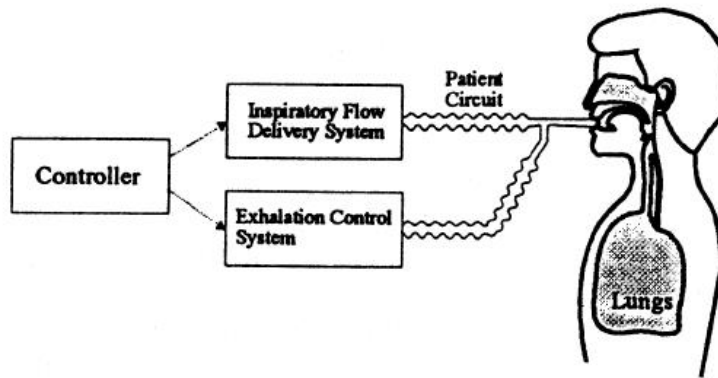 Patient
Circuit
Inspiratory Flow
Delivery System
Controller
Exhalation Control
System
Lungs